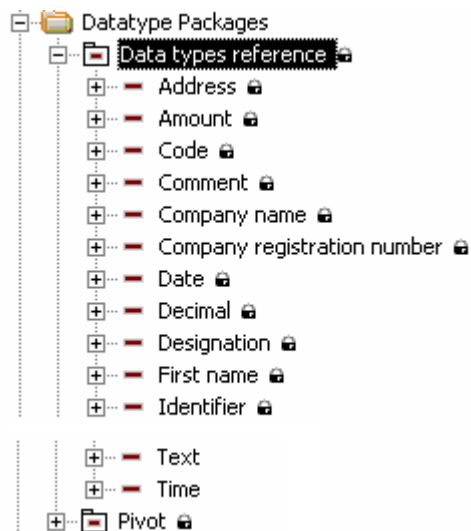 Datatype Packages
Data types reference
Address
Amount
Code
Comment
Company name
Company registration number
Date
Decimal
Designation
First name
Identifier
Text
Time
Pivot